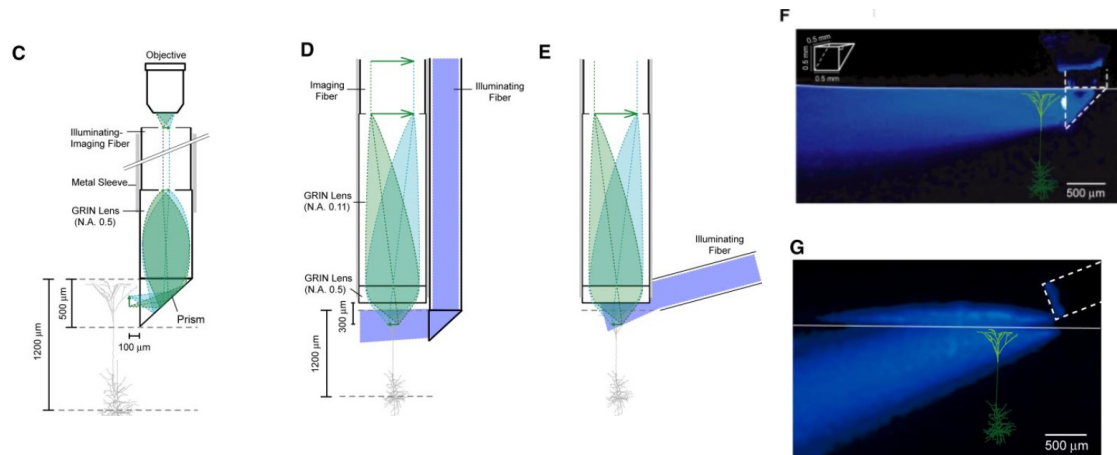 C
Objective
Illuminating-
Imaging Fiber
Metal Sleeve
GRIN Lens
(N.A. 0.5)
Prism
500 μm
1200 μm
100 μm
D
Imaging
Fiber
Illuminating
Fiber
GRIN Lens
(N.A. 0.11)
GRIN Lens
(N.A. 0.5)
300 μm
1200 μm
E
Illuminating
Fiber
F
0.5 mm
0.5 mm
0.5 mm
500 μm
G
500 μm